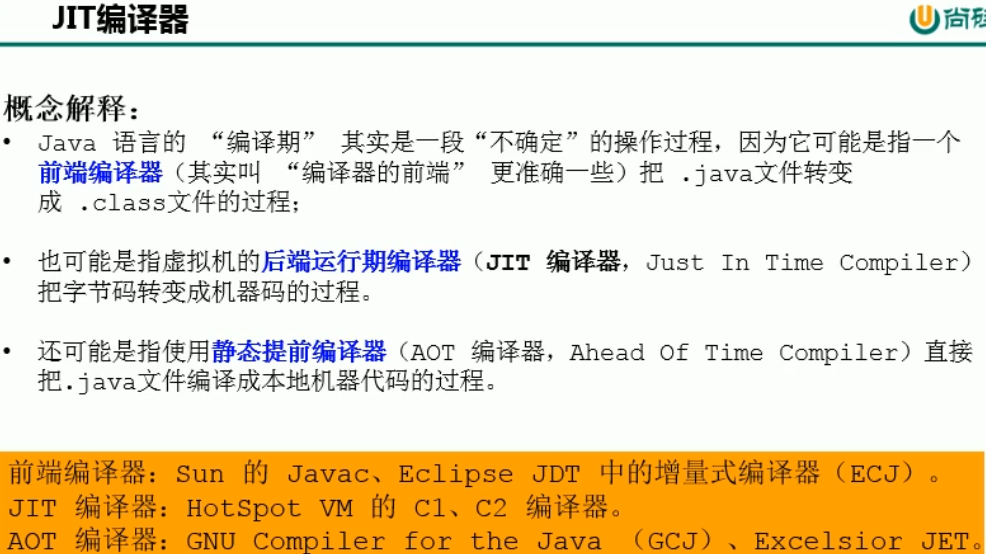 JIT编译器
尚硅
概念解释：
• Java 语言的 “编译期” 其实是一段“不确定”的操作过程，因为它可能是指一个
前端编译器（其实叫 “编译器的前端” 更准确一些）把 .java文件转变
成 .class文件的过程；
• 也可能是指虚拟机的后端运行期编译器（JIT 编译器，Just In Time Compiler）
把字节码转变成机器码的过程。
• 还可能是指使用静态提前编译器（AOT 编译器，Ahead Of Time Compiler）直接
把.java文件编译成本地机器代码的过程。
前端编译器：Sun 的 Javac、Eclipse JDT 中的增量式编译器（ECJ）。
JIT 编译器：HotSpot VM 的 C1、C2 编译器。
AOT 编译器：GNU Compiler for the Java （GCJ）、Excelsior JET。